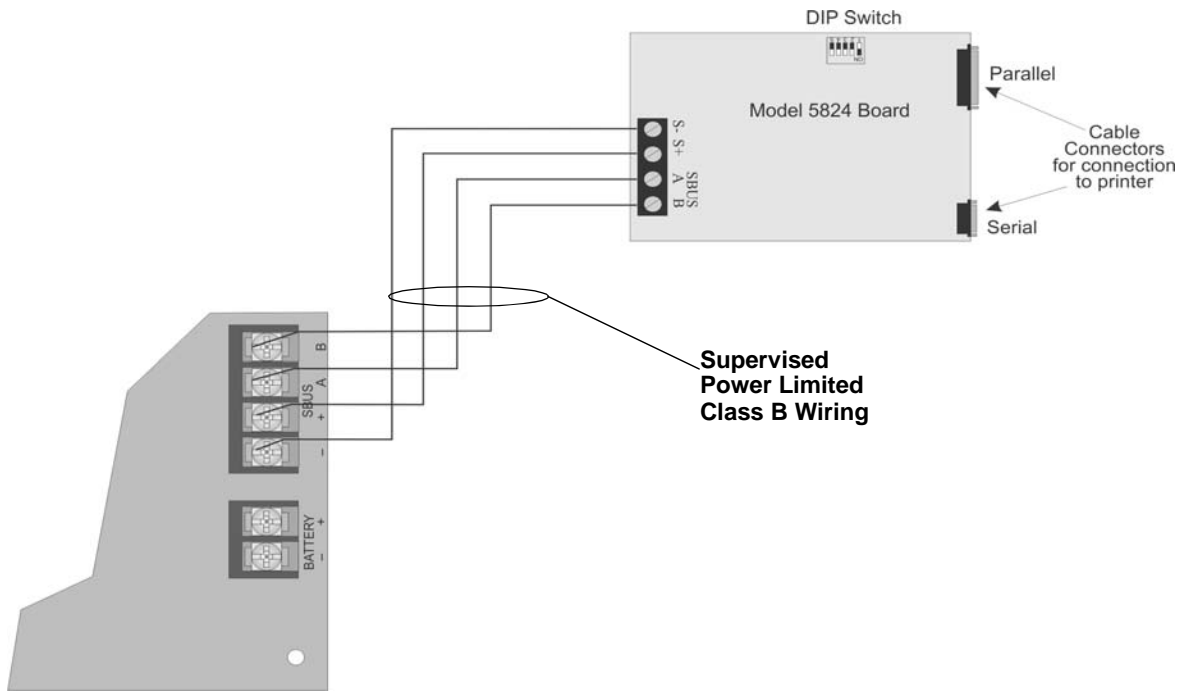 DIP Switch
Parallel
Model 5824 Board
S-
S+
A
B
SBUS
Cable
Connectors
for connection
to printer
Serial
B
A
+
–
SBUS
Supervised
Power Limited
Class B Wiring
+
–
BATTERY